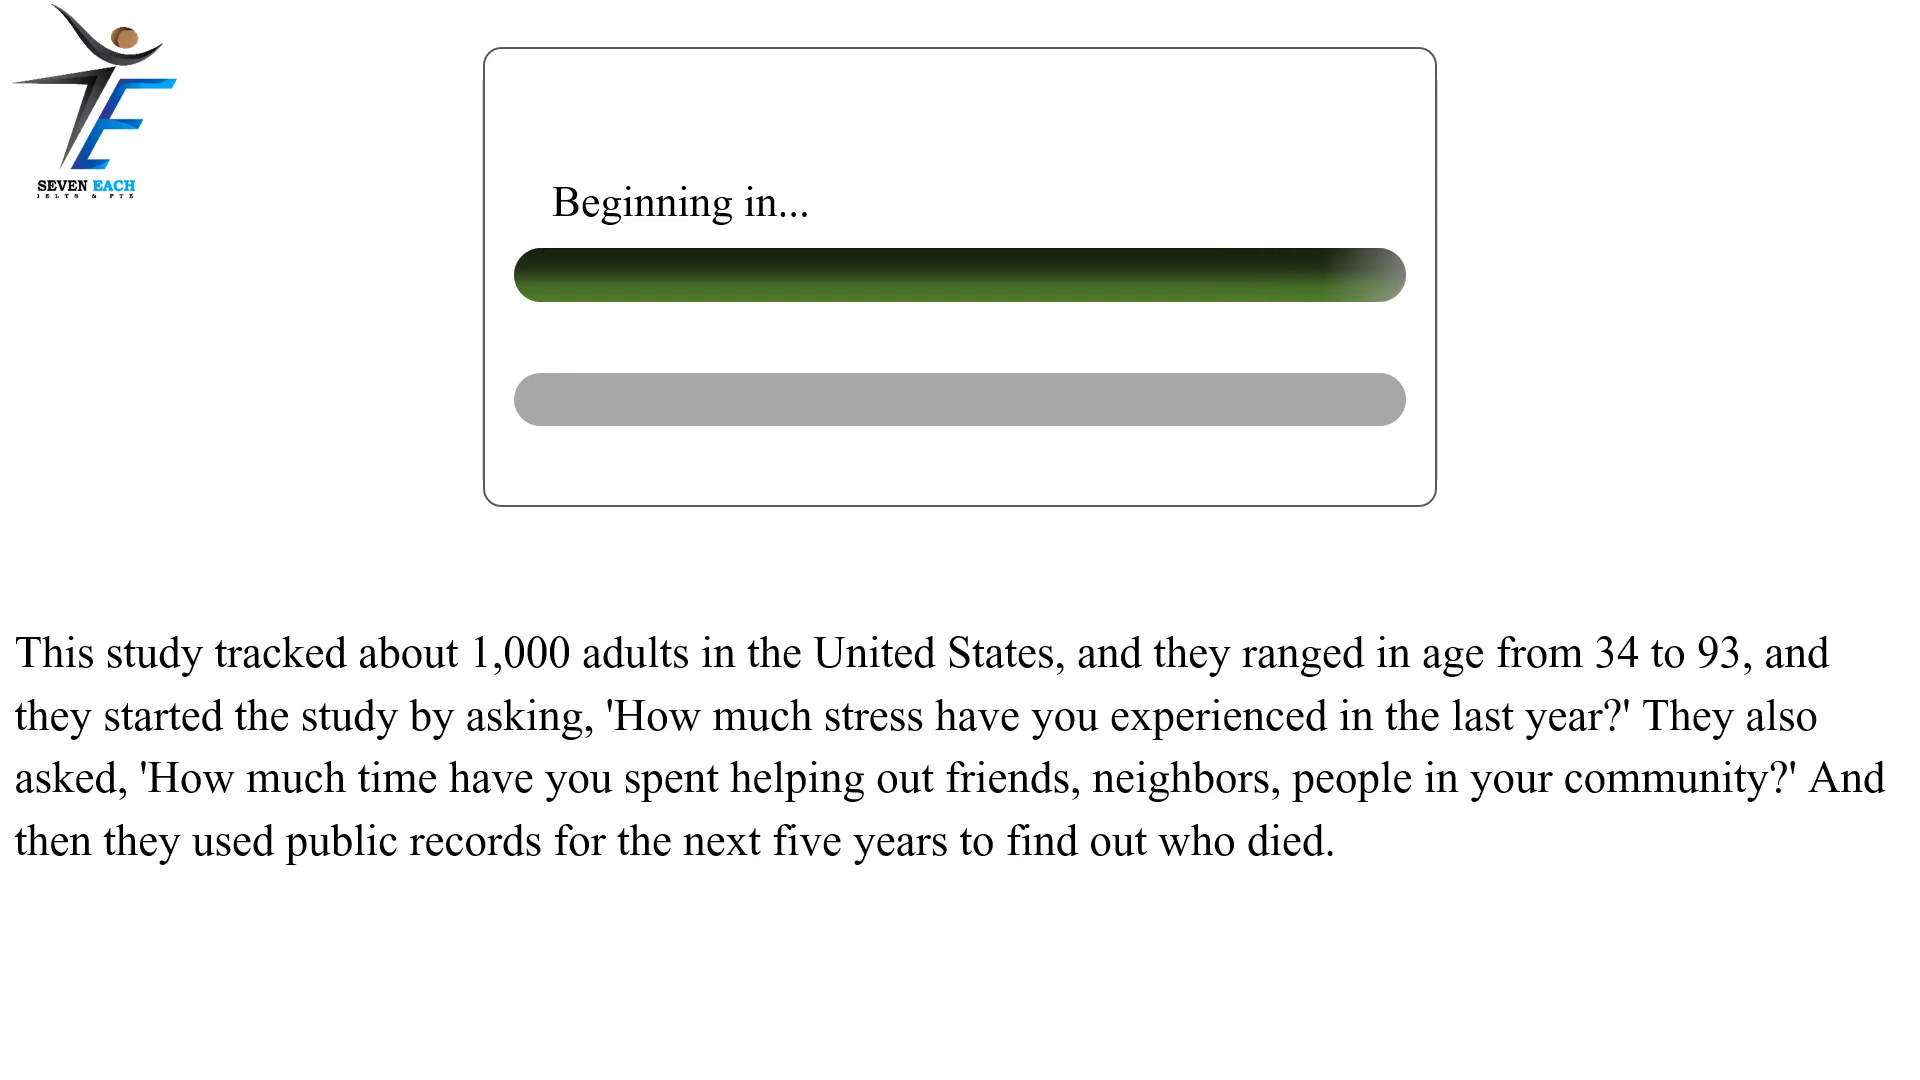 SEVEN EACH
IELTS & PTE
Beginning in...
This study tracked about 1,000 adults in the United States, and they ranged in age from 34 to 93, and
they started the study by asking, 'How much stress have you experienced in the last year?' They also
asked, 'How much time have you spent helping out friends, neighbors, people in your community?' And
then they used public records for the next five years to find out who died.